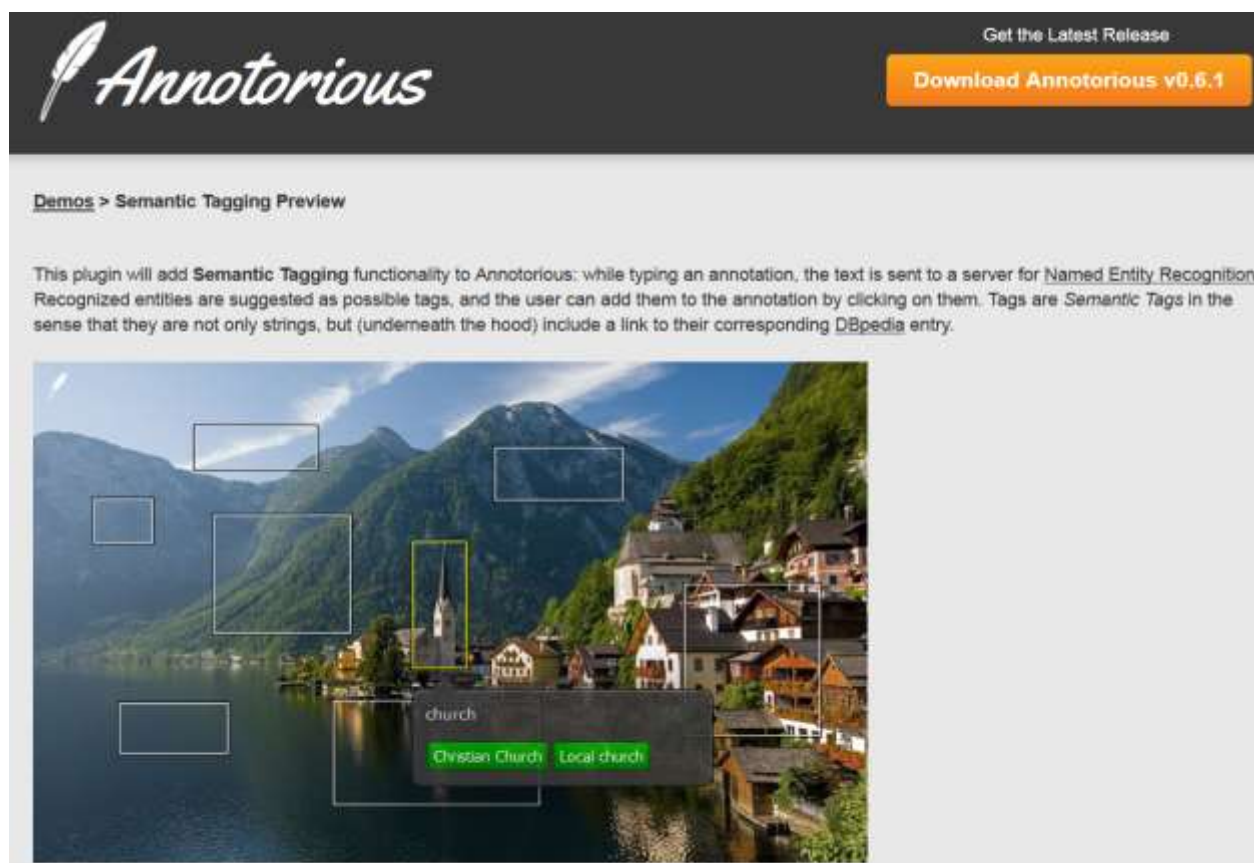 Annotorious
Get the Latest Release
Download Annotorious v0.6.1
Demos > Semantic Tagging Preview
This plugin will add Semantic Tagging functionality to Annotorious: while typing an annotation, the text is sent to a server for Named Entity Recognition
Recognized entities are suggested as possible tags, and the user can add them to the annotation by clicking on them. Tags are Semantic Tags in the
sense that they are not only strings, but (underneath the hood) include a link to their corresponding DBpedia entry.
church
Christian Church Local church